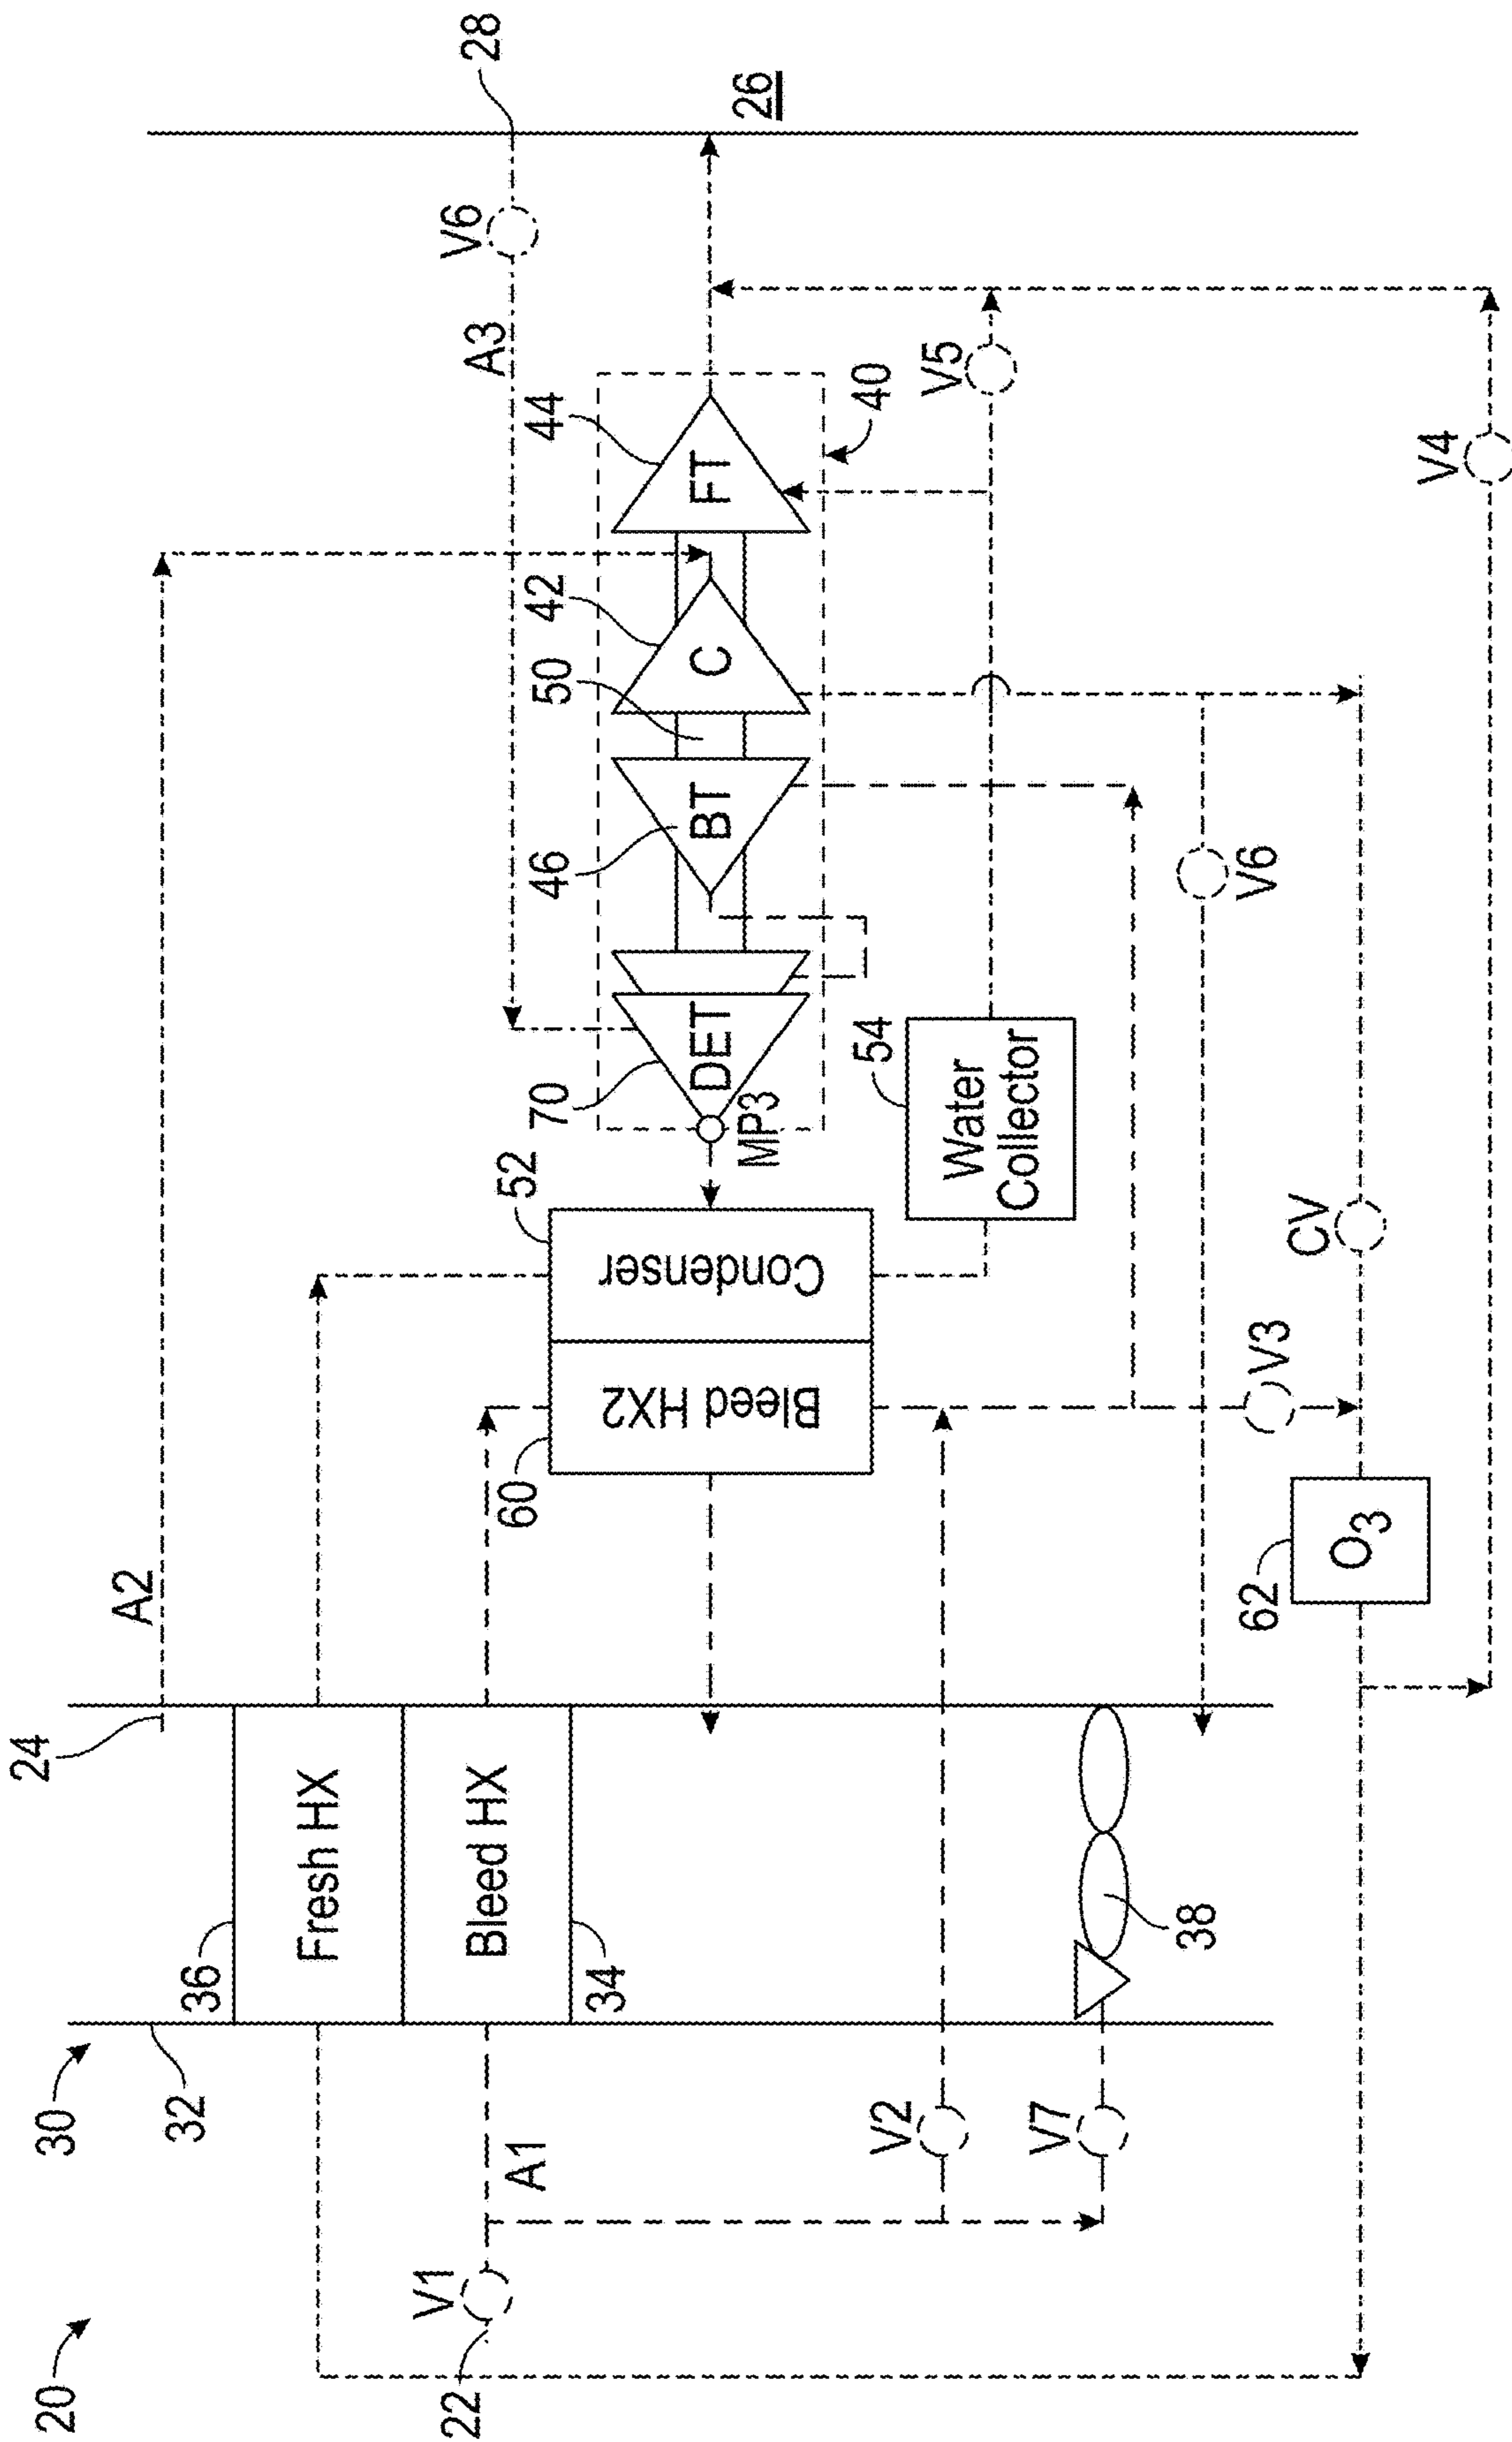 20
30
32
22
V1
A1
36
Fresh HX
Bleed HX
34
V2
V7
38
24
A2
60
Bleed HX2
52
Condenser
62
O3
V3
CV
V6
54
Water
Collector
MP3
70
DET
46
BT
50
42
C
44
FT
40
A3
V6
28
26
V5
V4